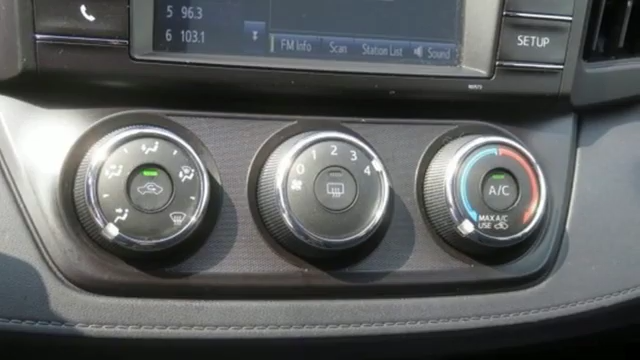 5 96.3
6 103.1
FM Info Scan Station List Sound
SETUP
0 1 2 3 4
A/C
MAX A/C
USE